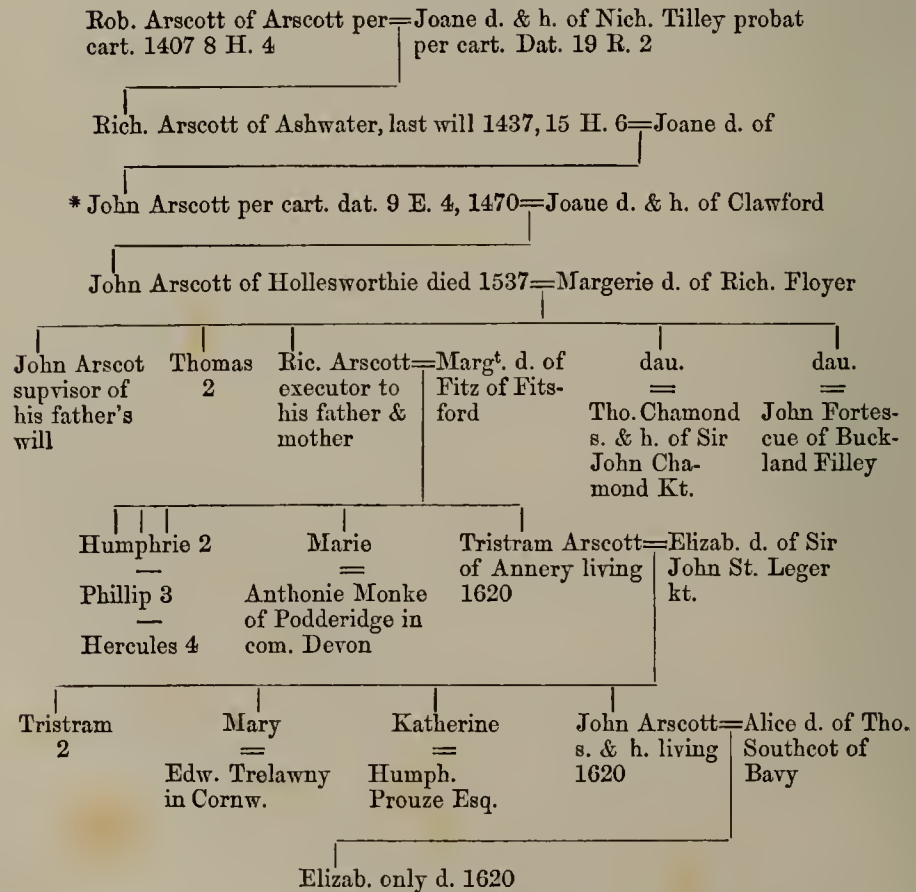 Rob. Arscott of Arscott per=Joane d. & h. of Nich. Tilley probat
cart. 1407 8 H. 4 per cart. Dat. 19 R. 2
Rich. Arscott of Ashwater, last will 1437, 15 H. 6=Joane d. of
* John Arscott per cart. dat. 9 E. 4, 1470=Joaue d. & h. of Clawford
John Arscott of Hollesworthie died 1537=Margerie d. of Rich. Floyer
John Arscot
supvisor of
his father's
will
Thomas
2
Ric. Arscott=Margt. d. of
executor to Fitz of Fits-
his father & ford
mother
dau.
=
Tho. Chamond
s. & h. of Sir
John Cha-
mond Kt.
dau.
=
John Fortes-
cue of Buck-
land Filley
Humphrie 2
—
Phillip 3
—
Hercules 4
Marie
=
Anthonie Monke
of Podderidge in
com. Devon
Tristram Arscott=Elizab. d. of Sir
of Annery living John St. Leger
1620 kt.
Tristram
2
Mary
=
Edw. Trelawny
in Cornw.
Katherine
=
Humph.
Prouze Esq.
John Arscott=Alice d. of Tho.
s. & h. living Southcot of
1620 Bavy
Elizab. only d. 1620